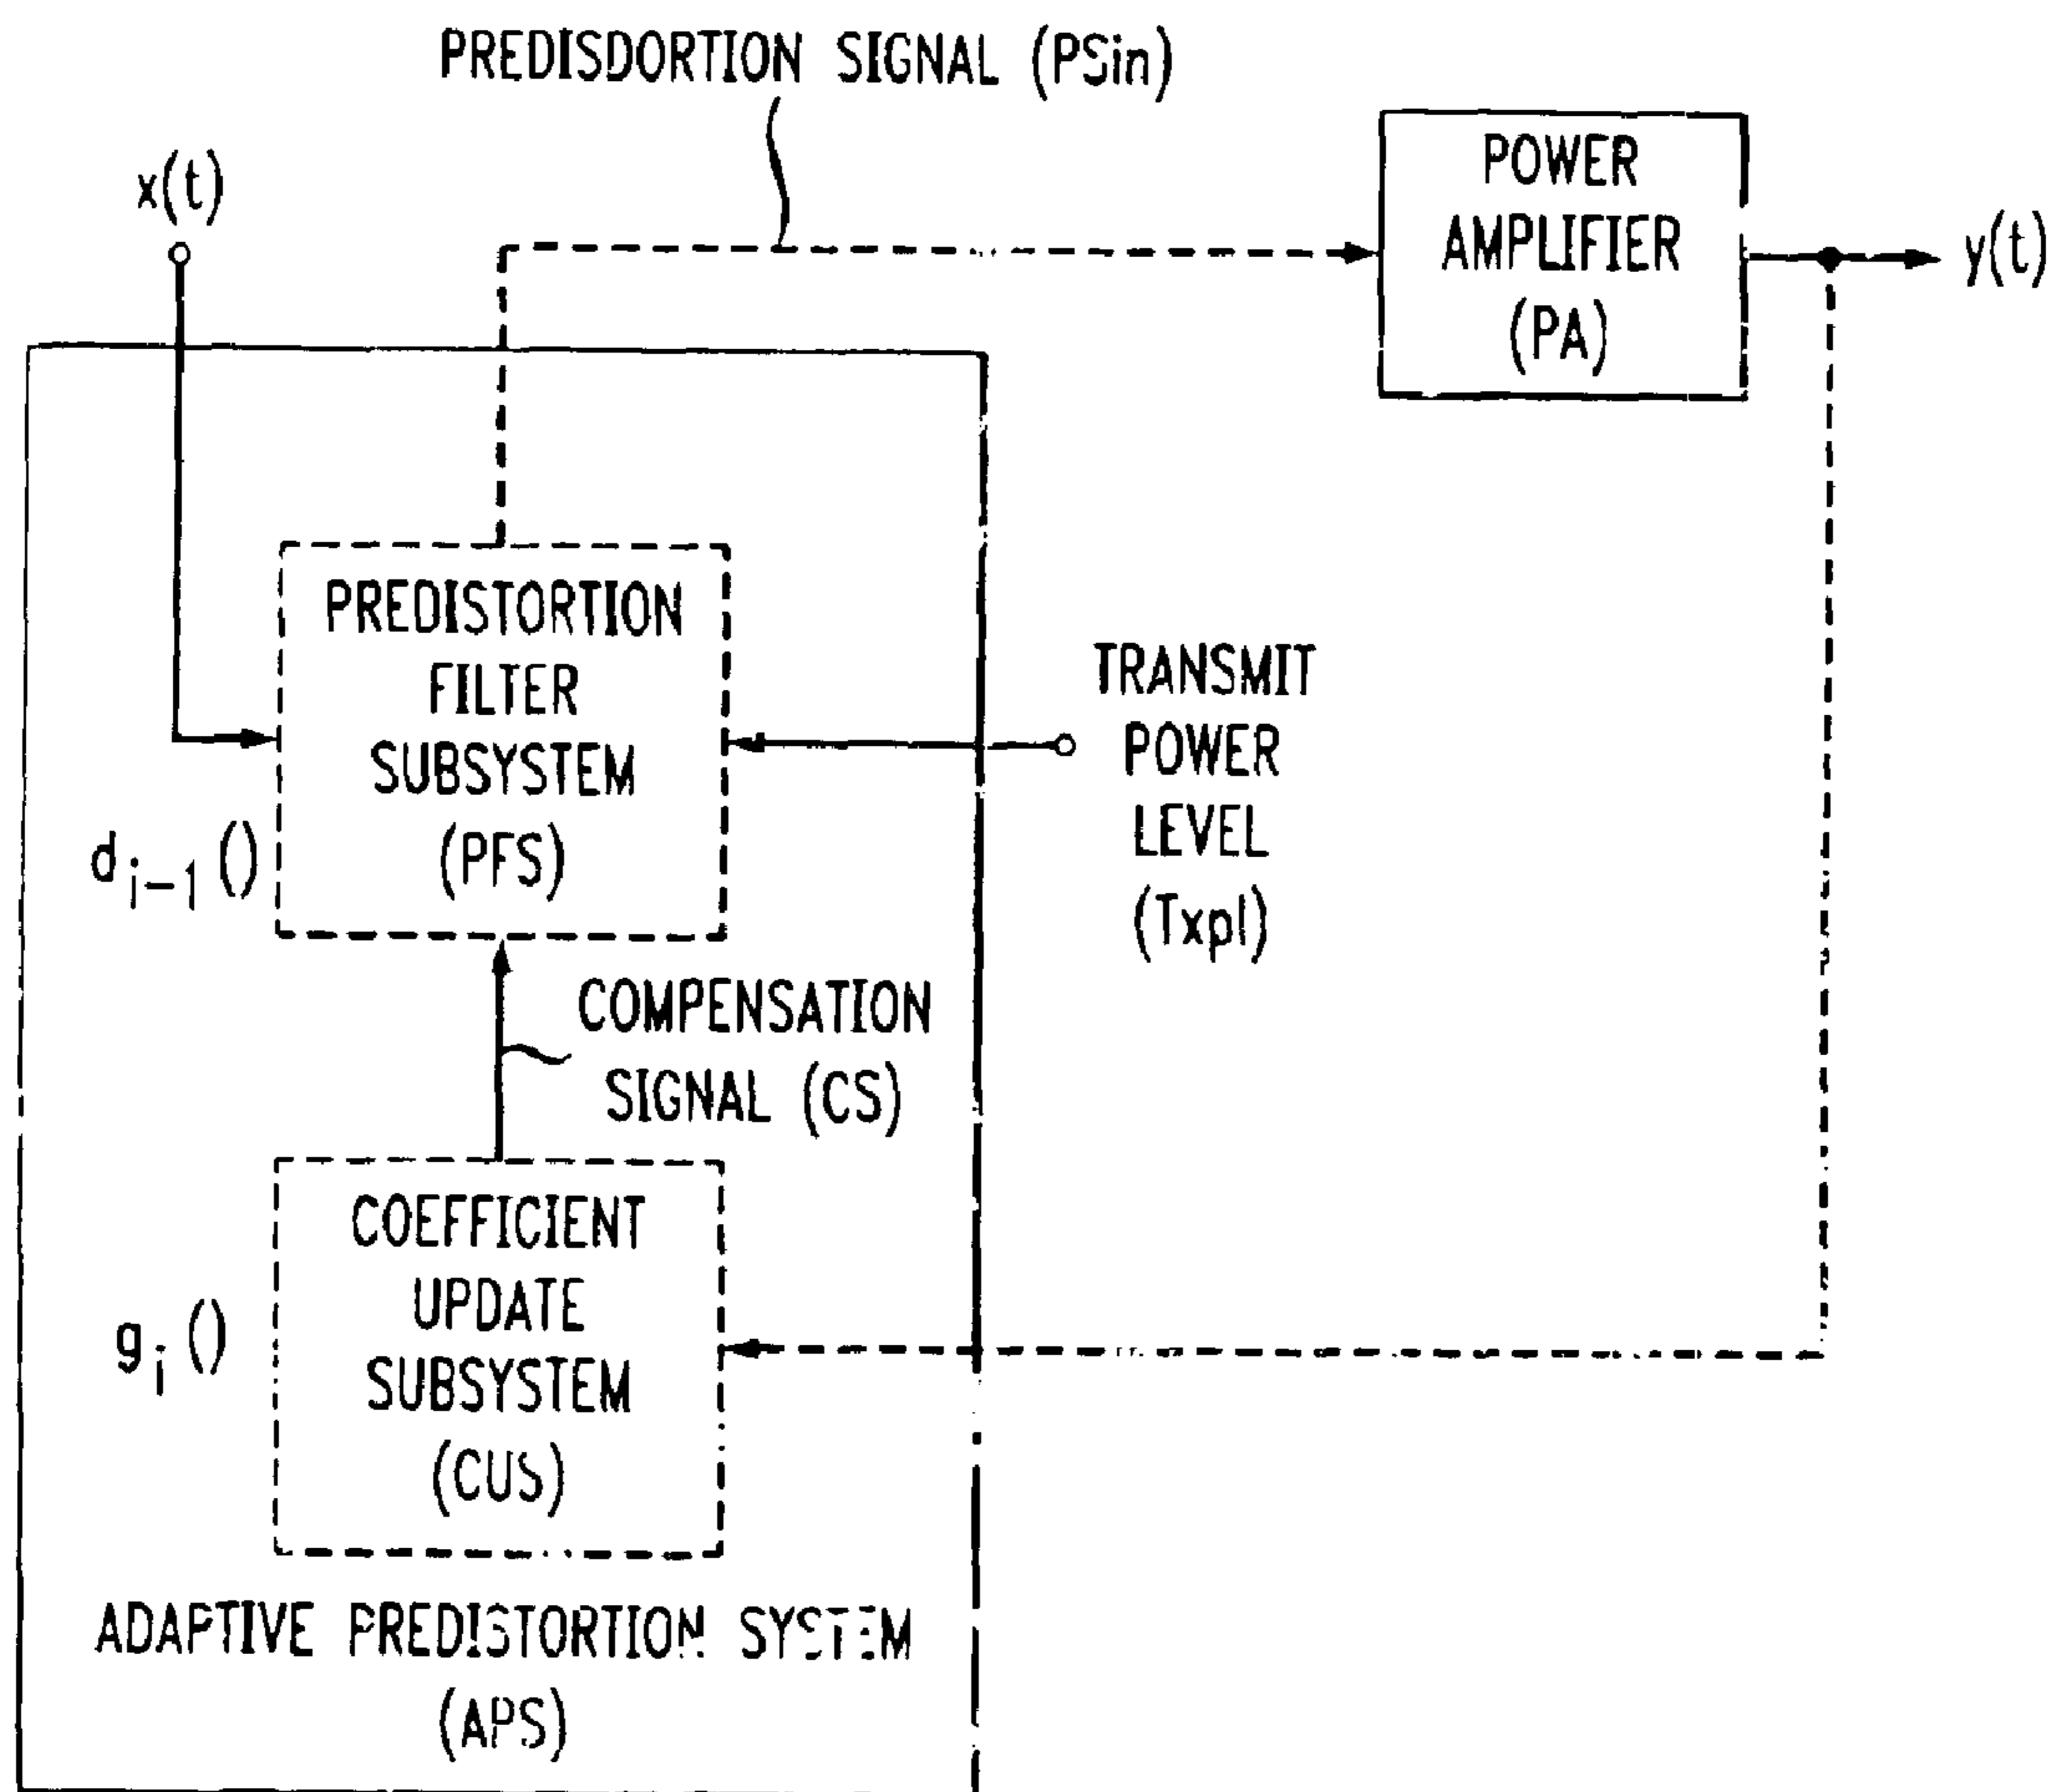 PREDISDORTION SIGNAL (PSin)
x(t)
POWER
AMPLIFIER
(PA)
y(t)
PREDISTORTION
FILTER
SUBSYSTEM
(PFS)
d i-1 ()
TRANSMIT
POWER
LEVEL
(Txpl)
COMPENSATION
SIGNAL (CS)
COEFFICIENT
UPDATE
SUBSYSTEM
(CUS)
g i ()
ADAPTIVE PREDISTORTION SYSTEM
(APS)